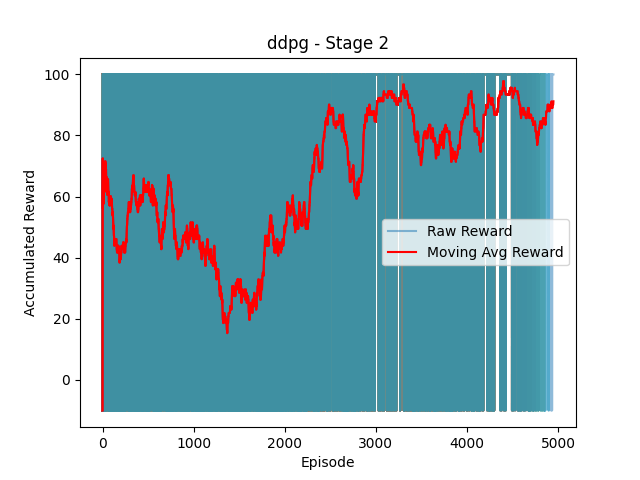 ddpg - Stage 2
100
80
60
40
20
0
Accumulated Reward
Raw Reward
Moving Avg Reward
0 1000 2000 3000 4000 5000
Episode